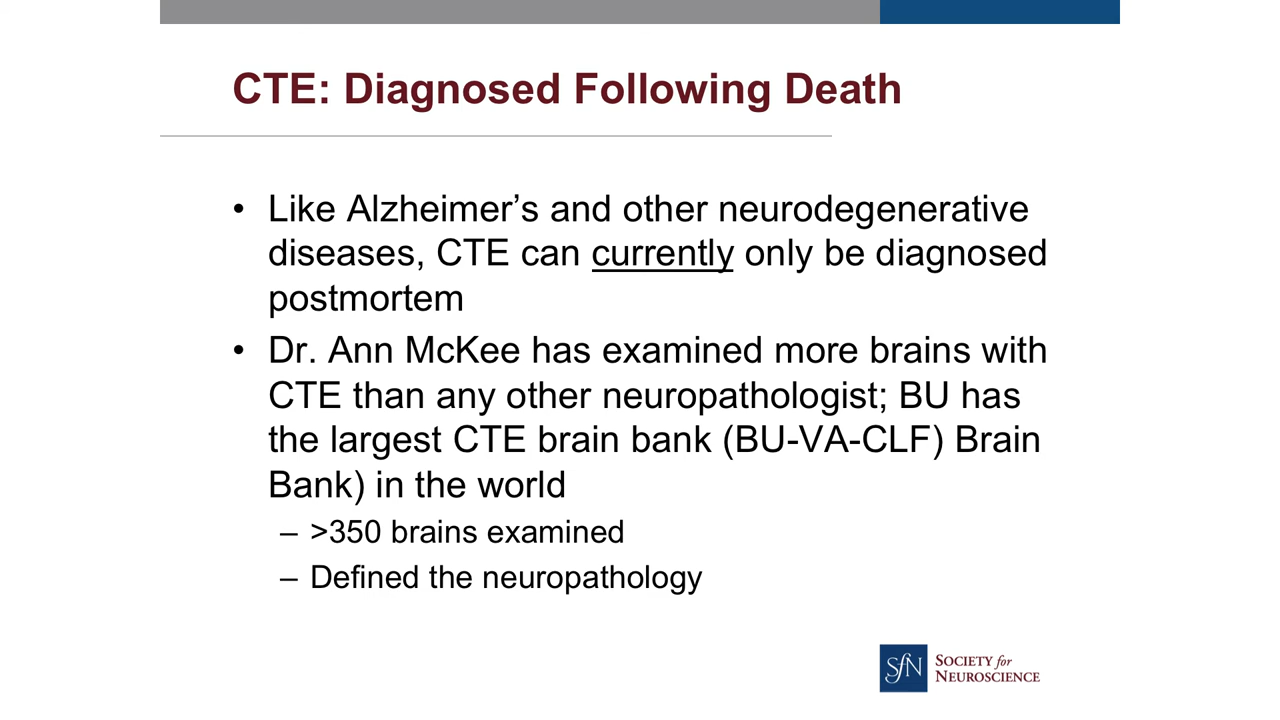 CTE: Diagnosed Following Death
• Like Alzheimer’s and other neurodegenerative
diseases, CTE can currently only be diagnosed
postmortem
• Dr. Ann McKee has examined more brains with
CTE than any other neuropathologist; BU has
the largest CTE brain bank (BU-VA-CLF) Brain
Bank) in the world
– >350 brains examined
– Defined the neuropathology
SfN
SOCIETY for
NEUROSCIENCE